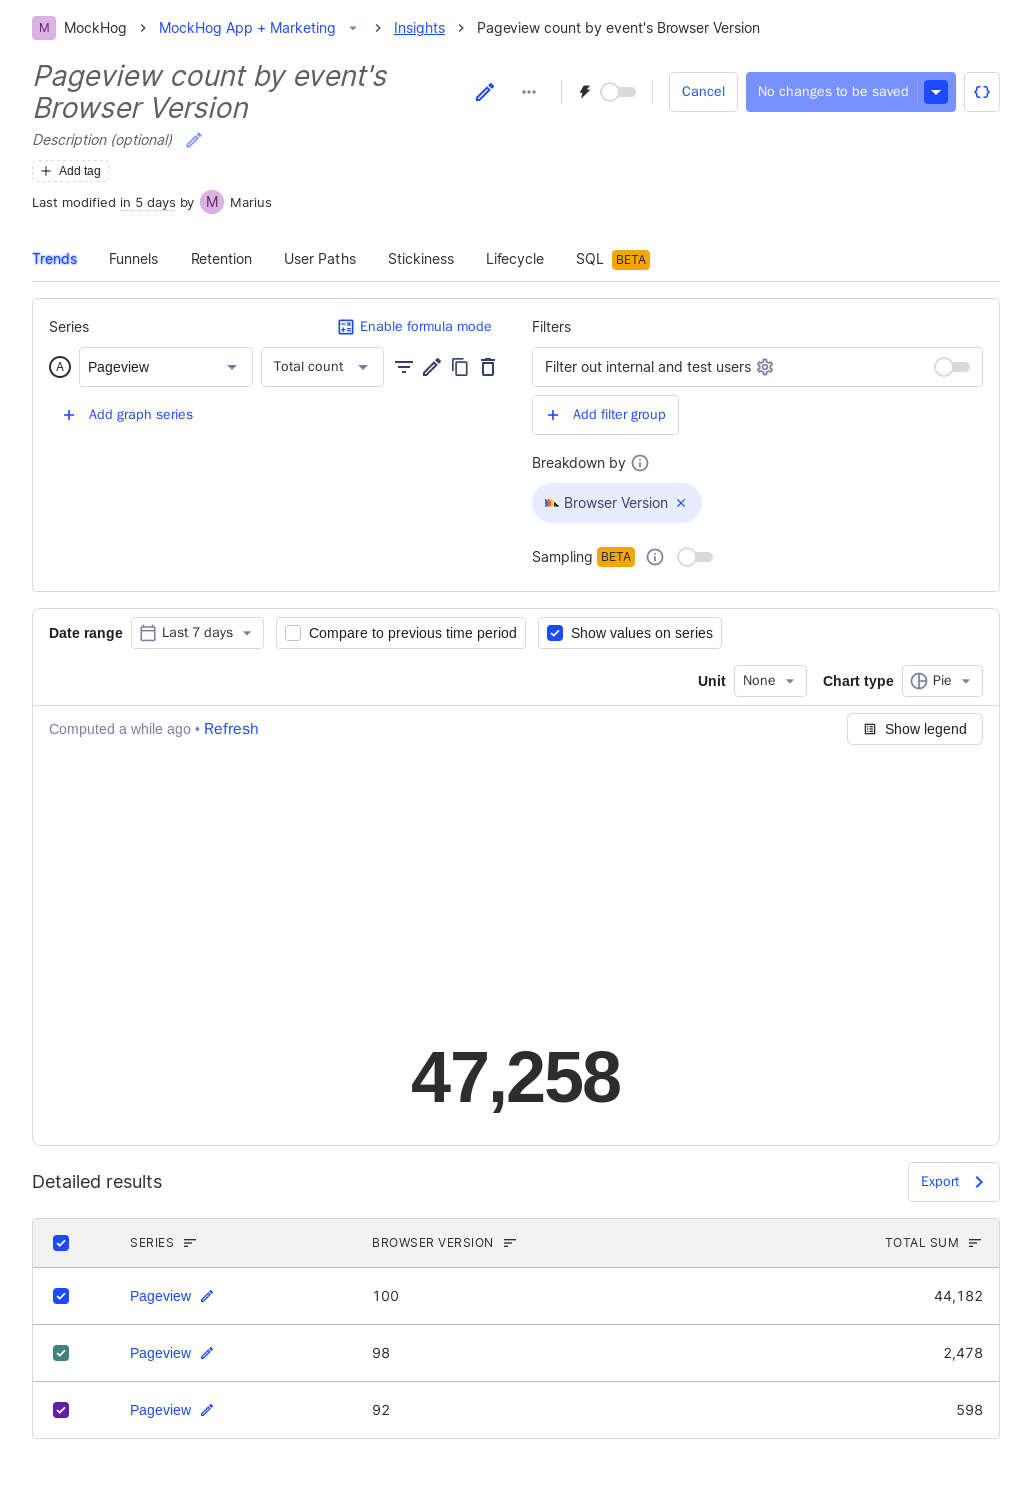 M MockHog MockHog App + Marketing Insights Pageview count by event's Browser Version
Pageview count by event's
Browser Version
Cancel No changes to be saved
Description (optional)
Add tag
Last modified in 5 days by M Marius
Trends Funnels Retention User Paths Stickiness Lifecycle SQL BETA
Series Enable formula mode
A Pageview Total count
Add graph series
Filters
Filter out internal and test users
Add filter group
Breakdown by
Browser Version
Sampling BETA
Date range Last 7 days Compare to previous time period Show values on series
Unit None Chart type Pie
Computed a while ago • Refresh Show legend
47,258
Detailed results Export
SERIES BROWSER VERSION TOTAL SUM
Pageview 100 44,182
Pageview 98 2,478
Pageview 92 598